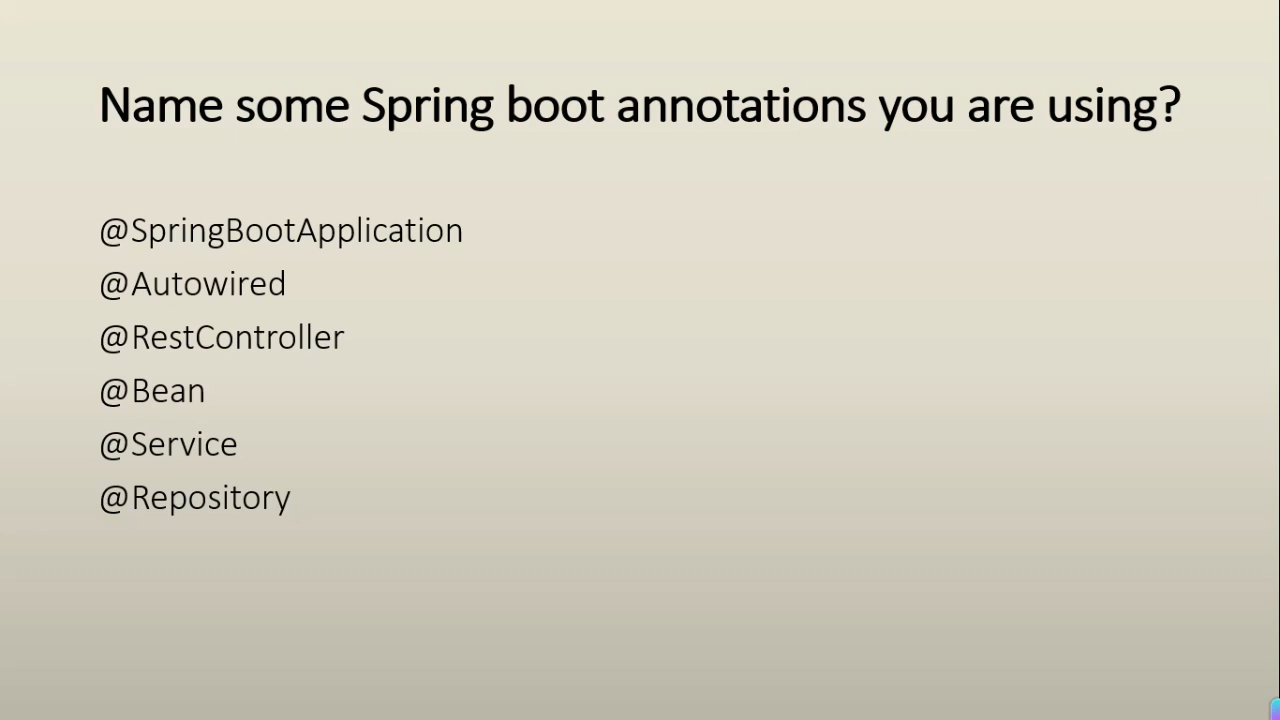 Name some Spring boot annotations you are using?
@SpringBootApplication
@Autowired
@RestController
@Bean
@Service
@Repository